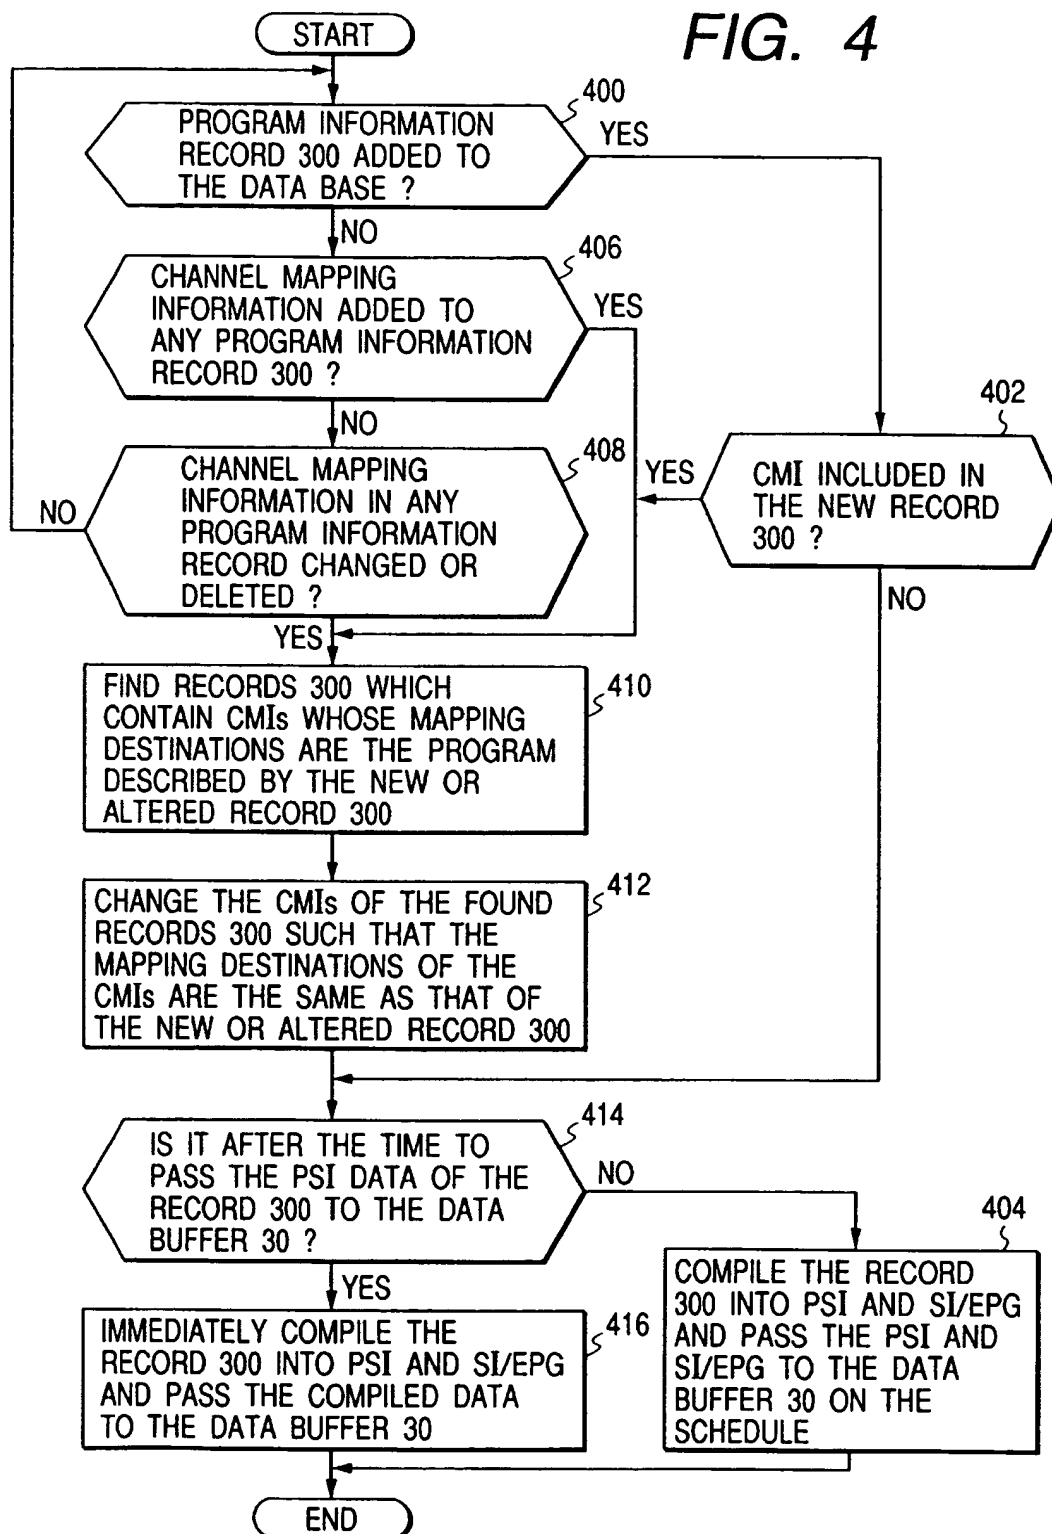 START
FIG. 4
400
PROGRAM INFORMATION
RECORD 300 ADDED TO
THE DATA BASE ?
YES
NO
406
CHANNEL MAPPING
INFORMATION ADDED TO
ANY PROGRAM INFORMATION
RECORD 300 ?
YES
NO
408
CHANNEL MAPPING
INFORMATION IN ANY
PROGRAM INFORMATION
RECORD CHANGED OR
DELETED ?
NO
YES
402
CMI INCLUDED IN
THE NEW RECORD
300 ?
YES
NO
410
FIND RECORDS 300 WHICH
CONTAIN CMIs WHOSE MAPPING
DESTINATIONS ARE THE PROGRAM
DESCRIBED BY THE NEW OR
ALTERED RECORD 300
412
CHANGE THE CMIs OF THE FOUND
RECORDS 300 SUCH THAT THE
MAPPING DESTINATIONS OF THE
CMIs ARE THE SAME AS THAT OF
THE NEW OR ALTERED RECORD 300
414
IS IT AFTER THE TIME TO
PASS THE PSI DATA OF THE
RECORD 300 TO THE DATA
BUFFER 30 ?
NO
YES
404
COMPILE THE RECORD
300 INTO PSI AND SI/EPG
AND PASS THE PSI AND
SI/EPG TO THE DATA
BUFFER 30 ON THE
SCHEDULE
416
IMMEDIATELY COMPILE THE
RECORD 300 INTO PSI AND SI/EPG
AND PASS THE COMPILED DATA
TO THE DATA BUFFER 30
END